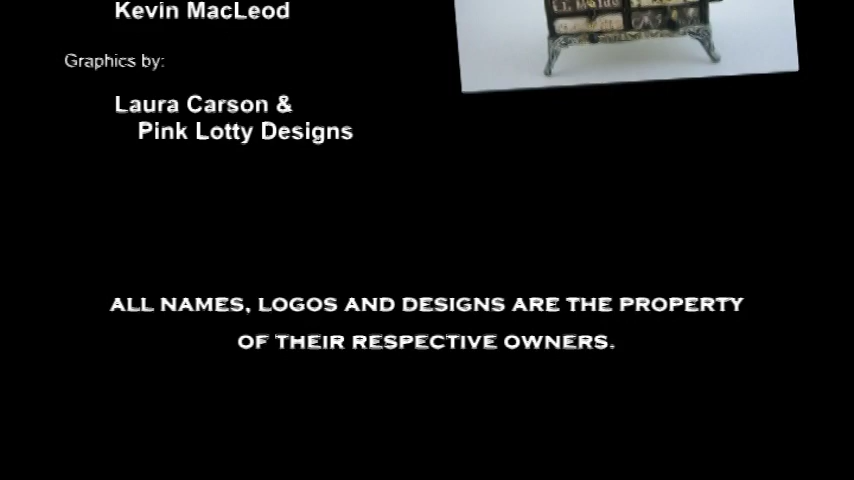 Kevin MacLeod
Graphics by:
Laura Carson &
Pink Lotty Designs
ALL NAMES, LOGOS AND DESIGNS ARE THE PROPERTY
OF THEIR RESPECTIVE OWNERS.